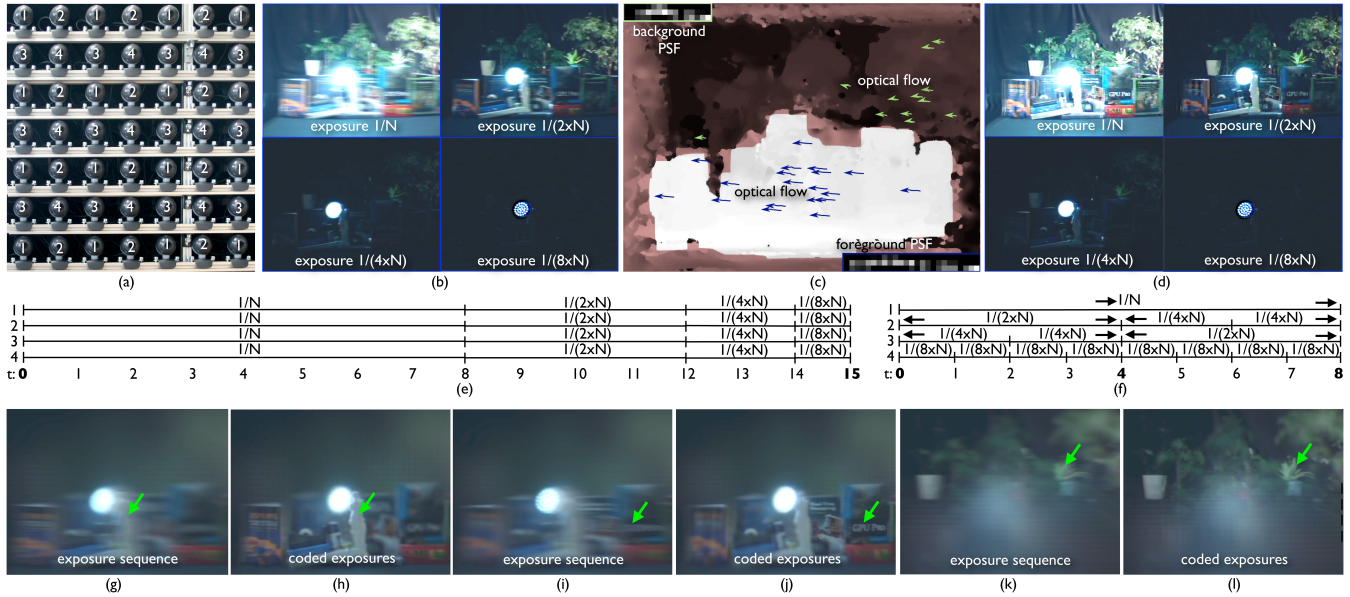 1 2 1 2 1 2 1
3 4 3 4 3 4 3
1 2 1 2 1 2 1
3 4 3 4 3 4 3
1 2 1 2 1 2 1
3 4 3 4 3 4 3
1 2 1 2 1 2 1
(a)
exposure 1/N
exposure 1/(2xN)
exposure 1/(4xN)
exposure 1/(8xN)
(b)
background
PSF
optical flow
optical flow
foreground PSF
(c)
GPU Pro
exposure 1/N
exposure 1/(2xN)
exposure 1/(4xN)
exposure 1/(8xN)
(d)
1 1/N 1/(2xN) 1/(4xN) 1/(8xN)
2 1/N 1/(2xN) 1/(4xN) 1/(8xN)
3 1/N 1/(2xN) 1/(4xN) 1/(8xN)
4 1/N 1/(2xN) 1/(4xN) 1/(8xN)
t: 0 1 2 3 4 5 6 7 8 9 10 11 12 13 14 15
(e)
1 1/N
2 1/(2xN) 1/(4xN) 1/(4xN)
3 1/(4xN) 1/(4xN) 1/(2xN)
4 1/(8xN) 1/(8xN) 1/(8xN) 1/(8xN) 1/(8xN) 1/(8xN) 1/(8xN) 1/(8xN)
t: 0 1 2 3 4 5 6 7 8
(f)
exposure sequence
(g)
coded exposures
(h)
exposure sequence
(i)
GPU Pro
coded exposures
(j)
exposure sequence
(k)
coded exposures
(l)